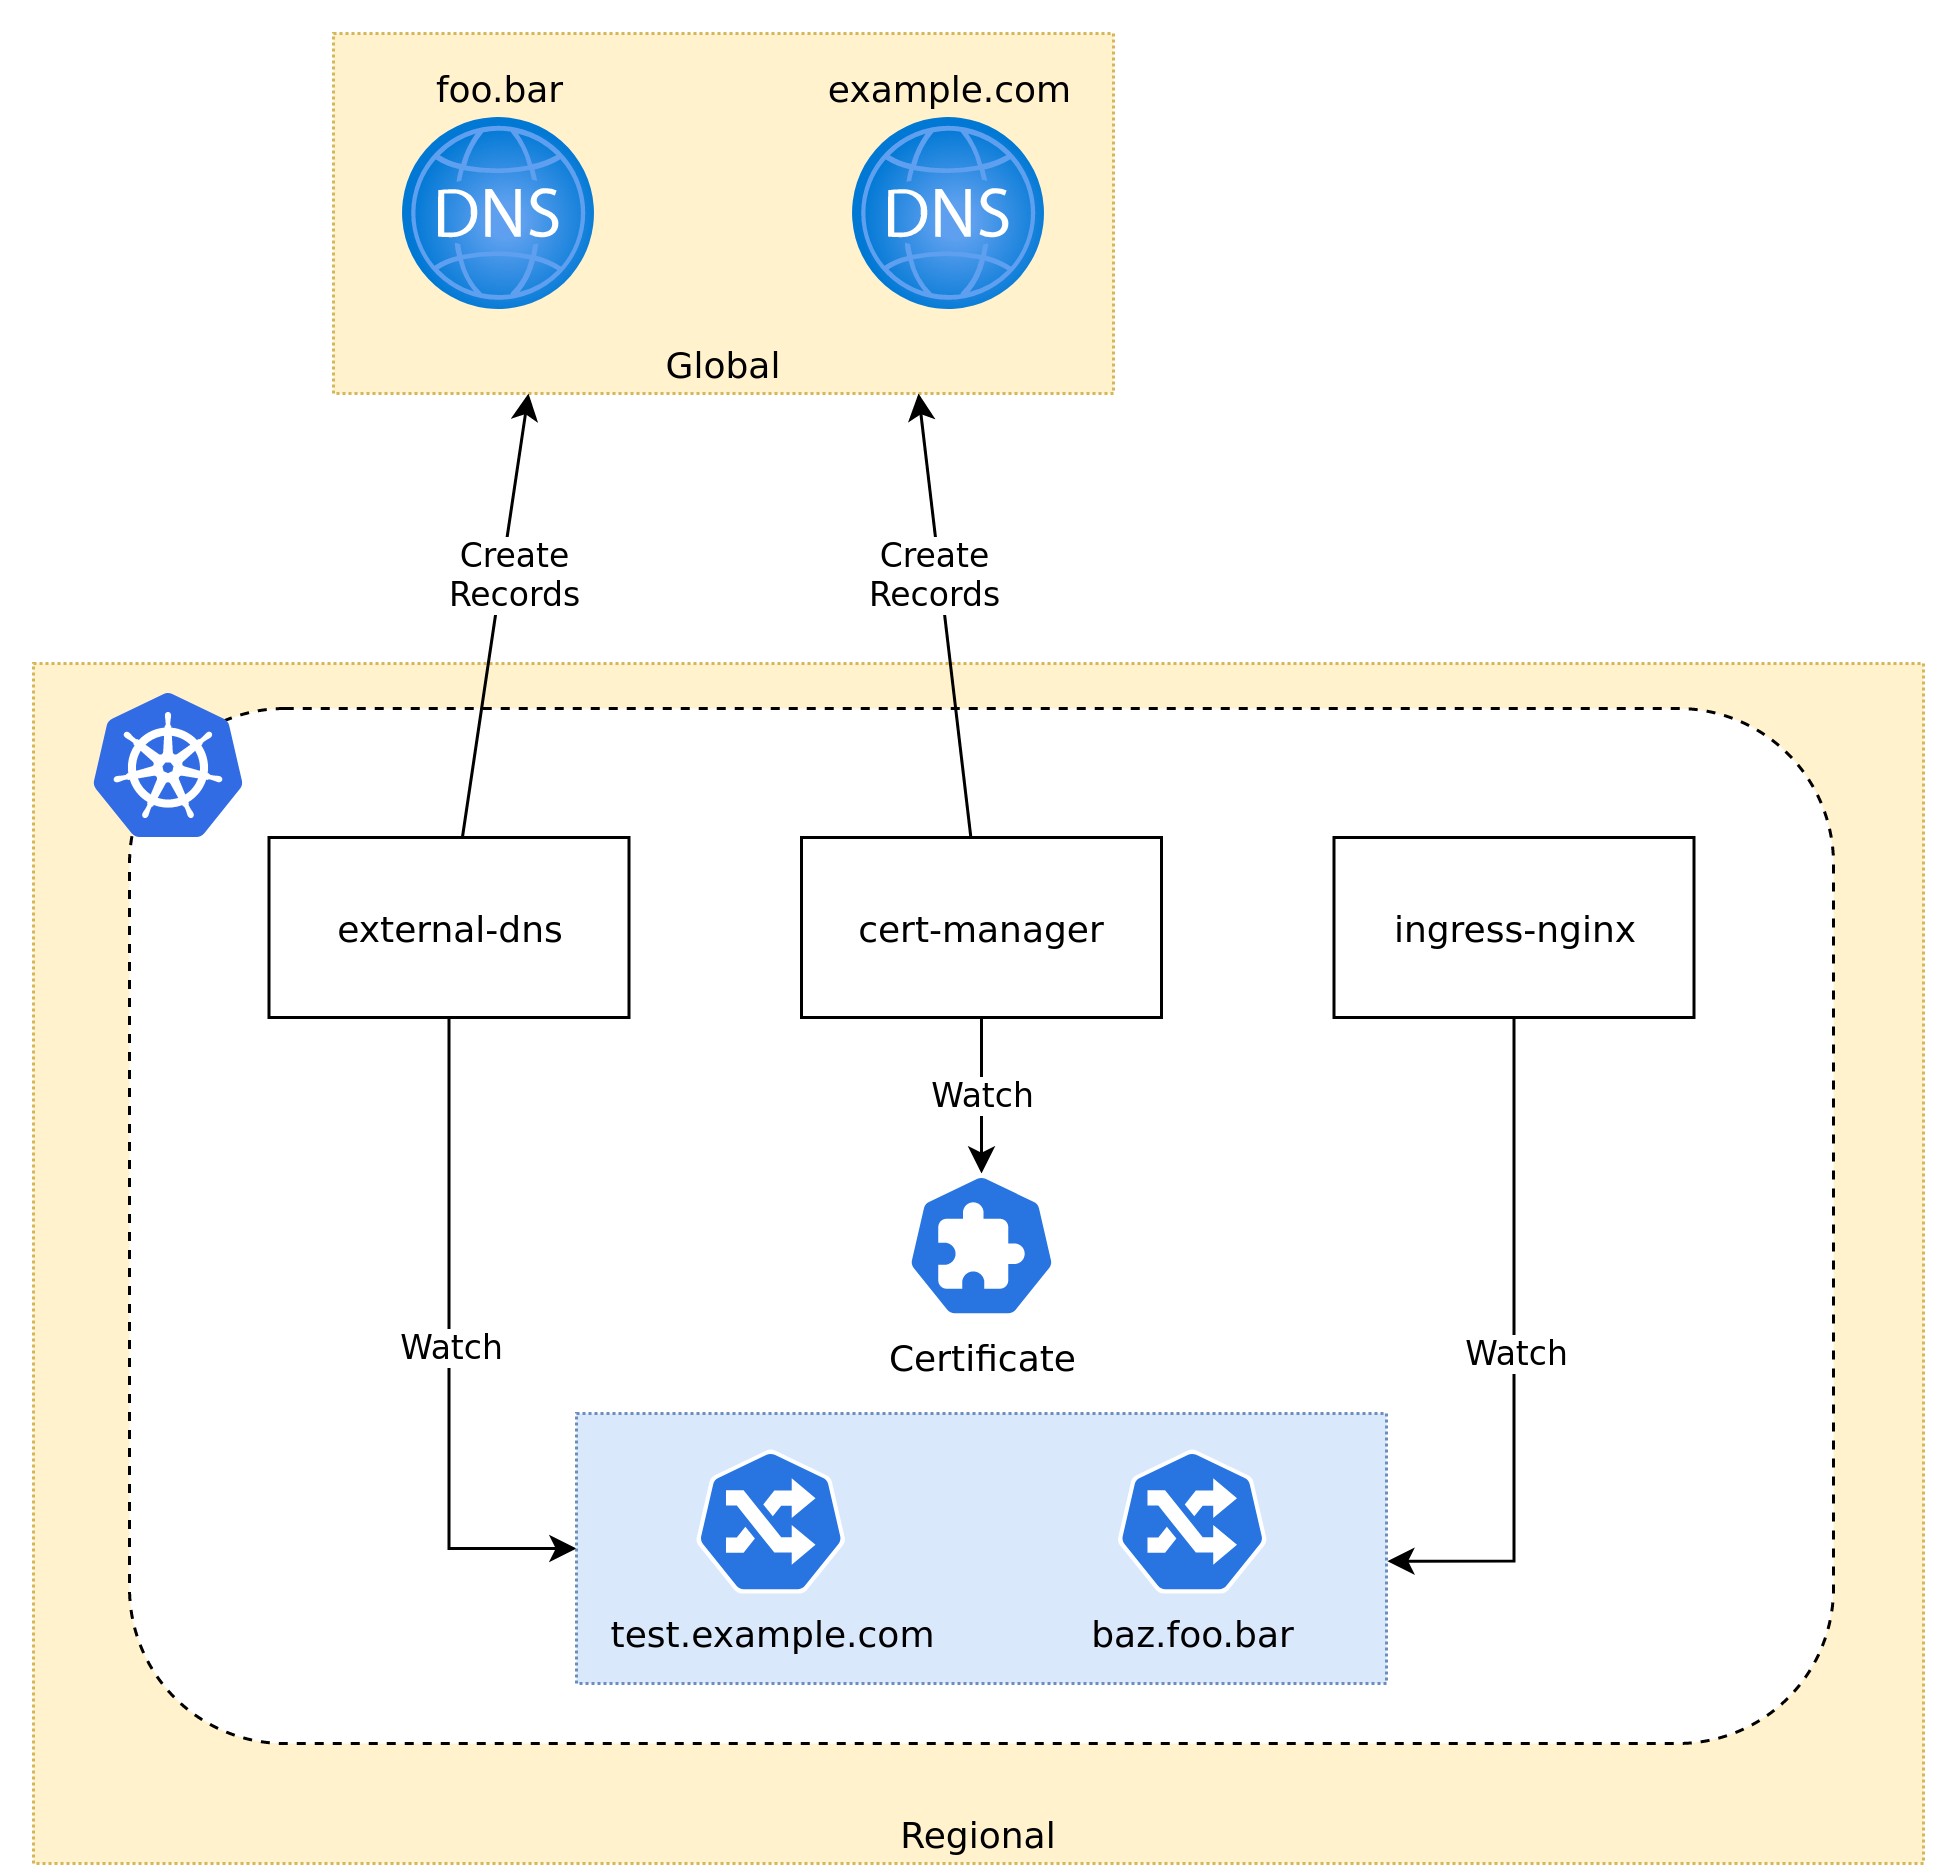 foo.bar
example.com
DNS
DNS
Global
Create
Records
Create
Records
external-dns
cert-manager
ingress-nginx
Watch
Watch
Watch
Certificate
test.example.com
baz.foo.bar
Regional